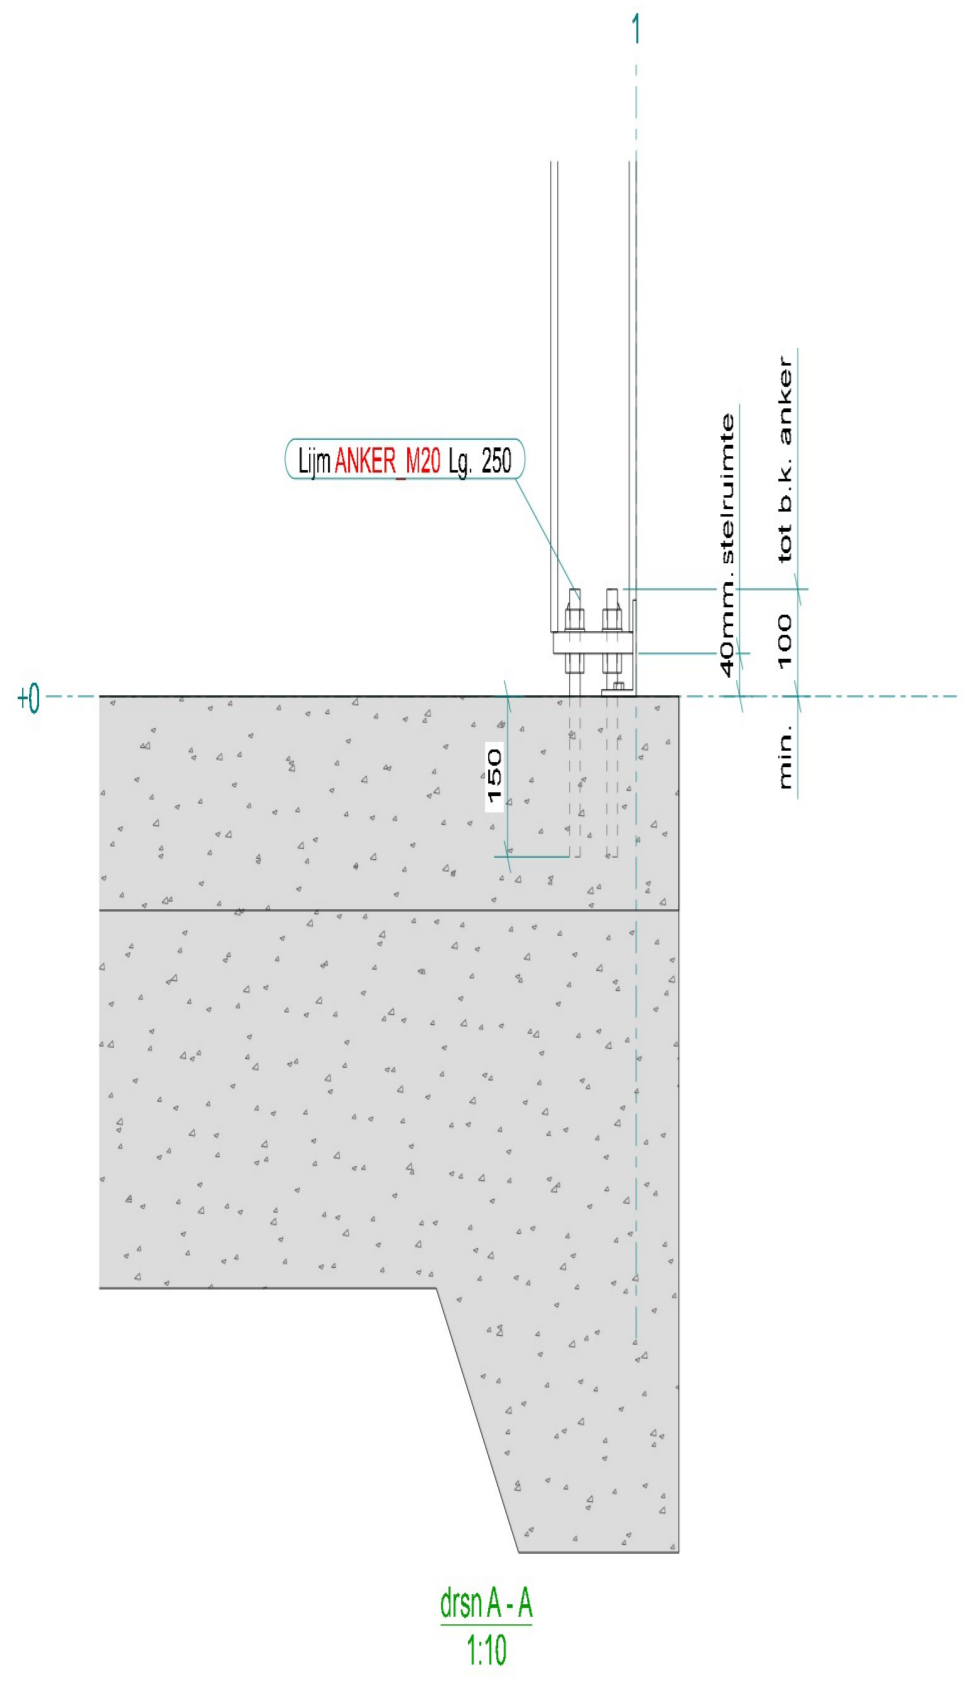 1
Lijm ANKER_M20 Lg. 250
40mm. stelruimte
min. 100 tot b.k. anker
+0
150
drsn A - A
1:10